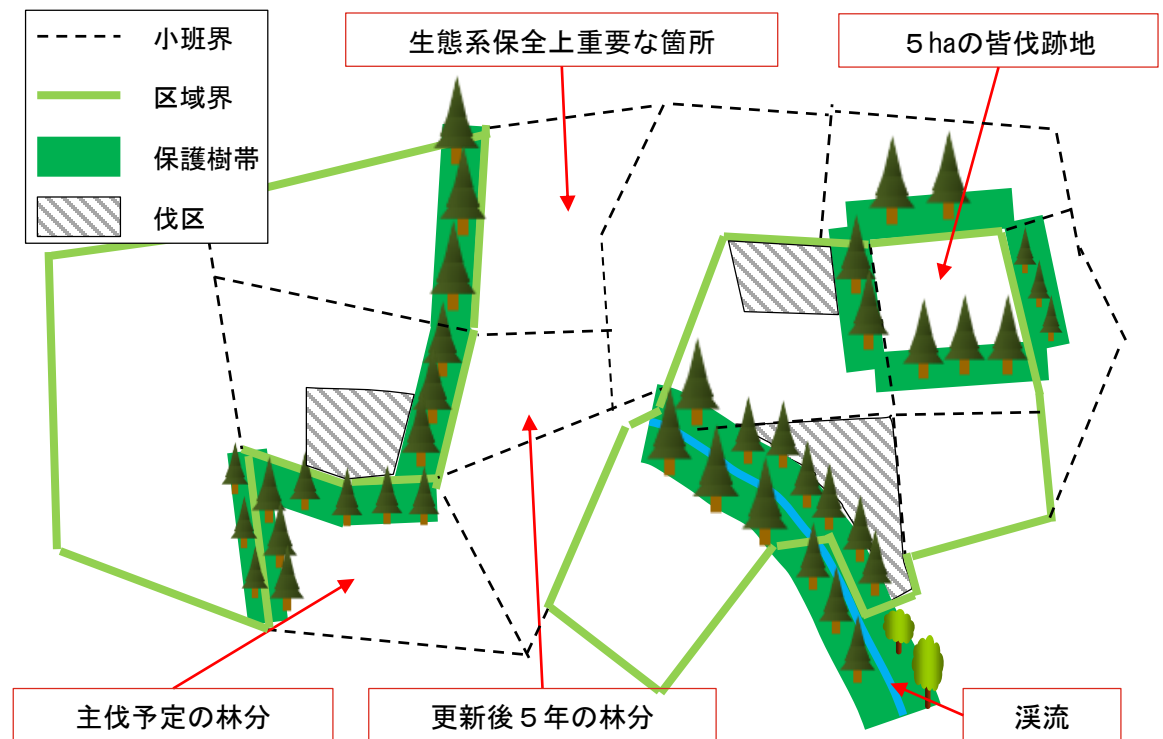 小班界
区域界
保護樹帯
伐区
生態系保全上重要な箇所
５haの皆伐跡地
主伐予定の林分
更新後５年の林分
渓流